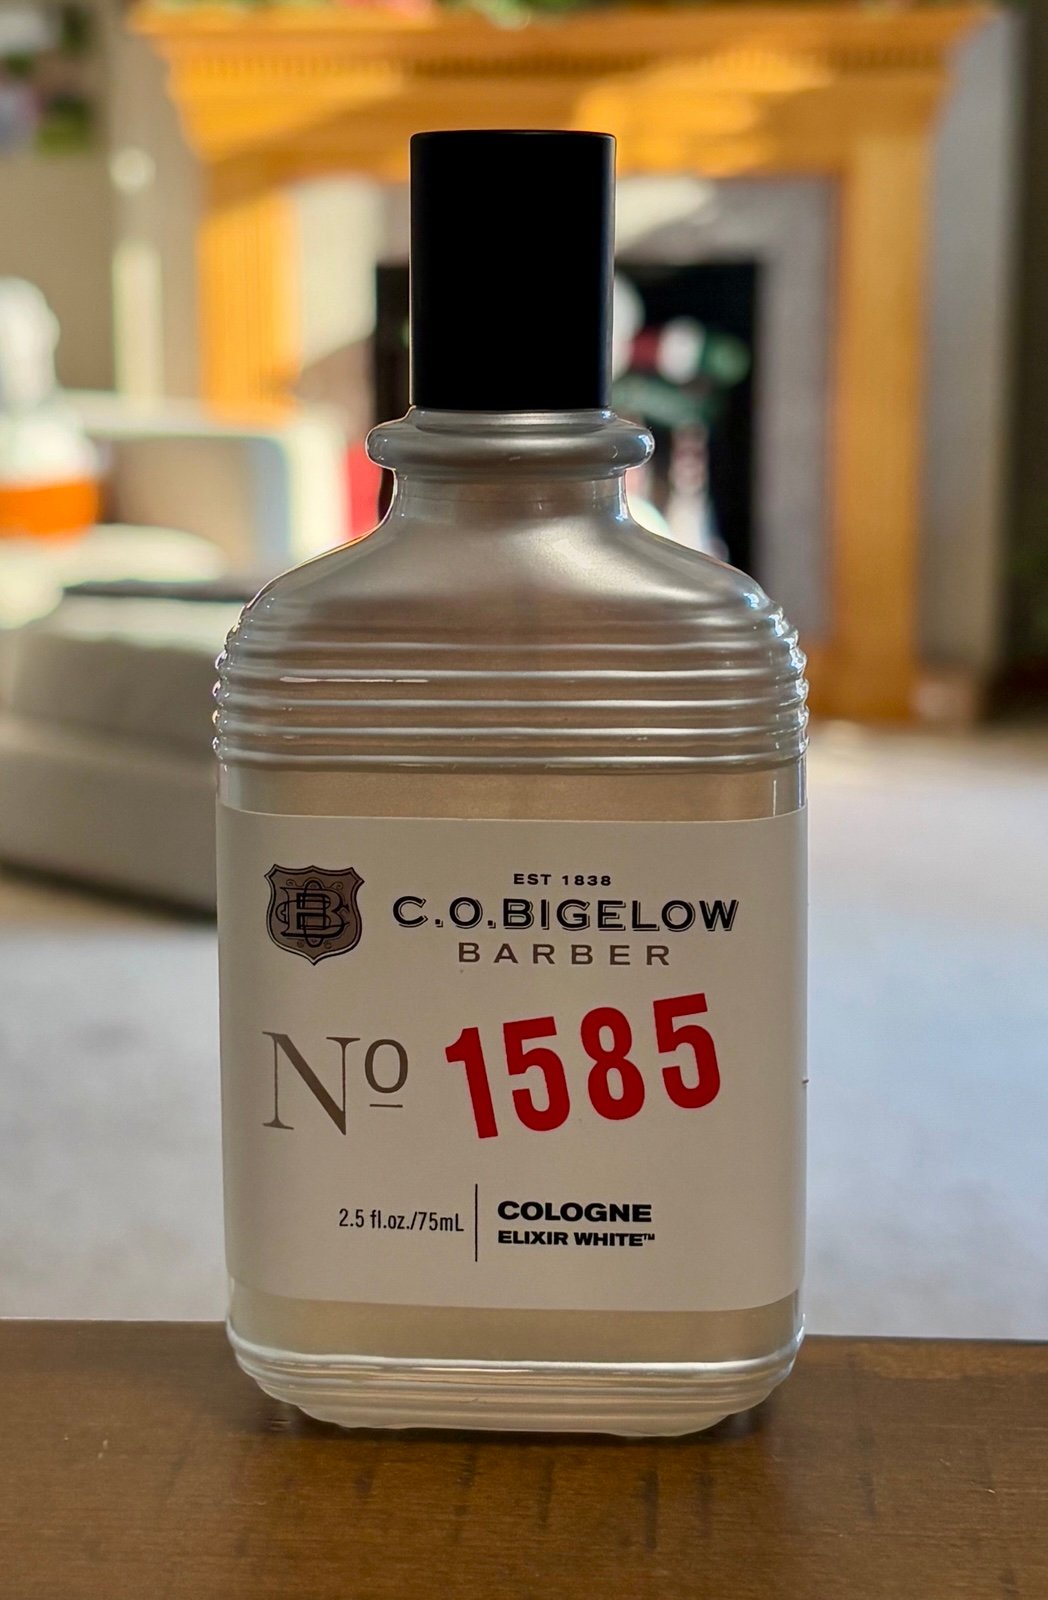 EST 1838
C.O.BIGELOW
BARBER
Nº 1585
2.5 fl.oz./75mL
COLOGNE
ELIXIR WHITE™